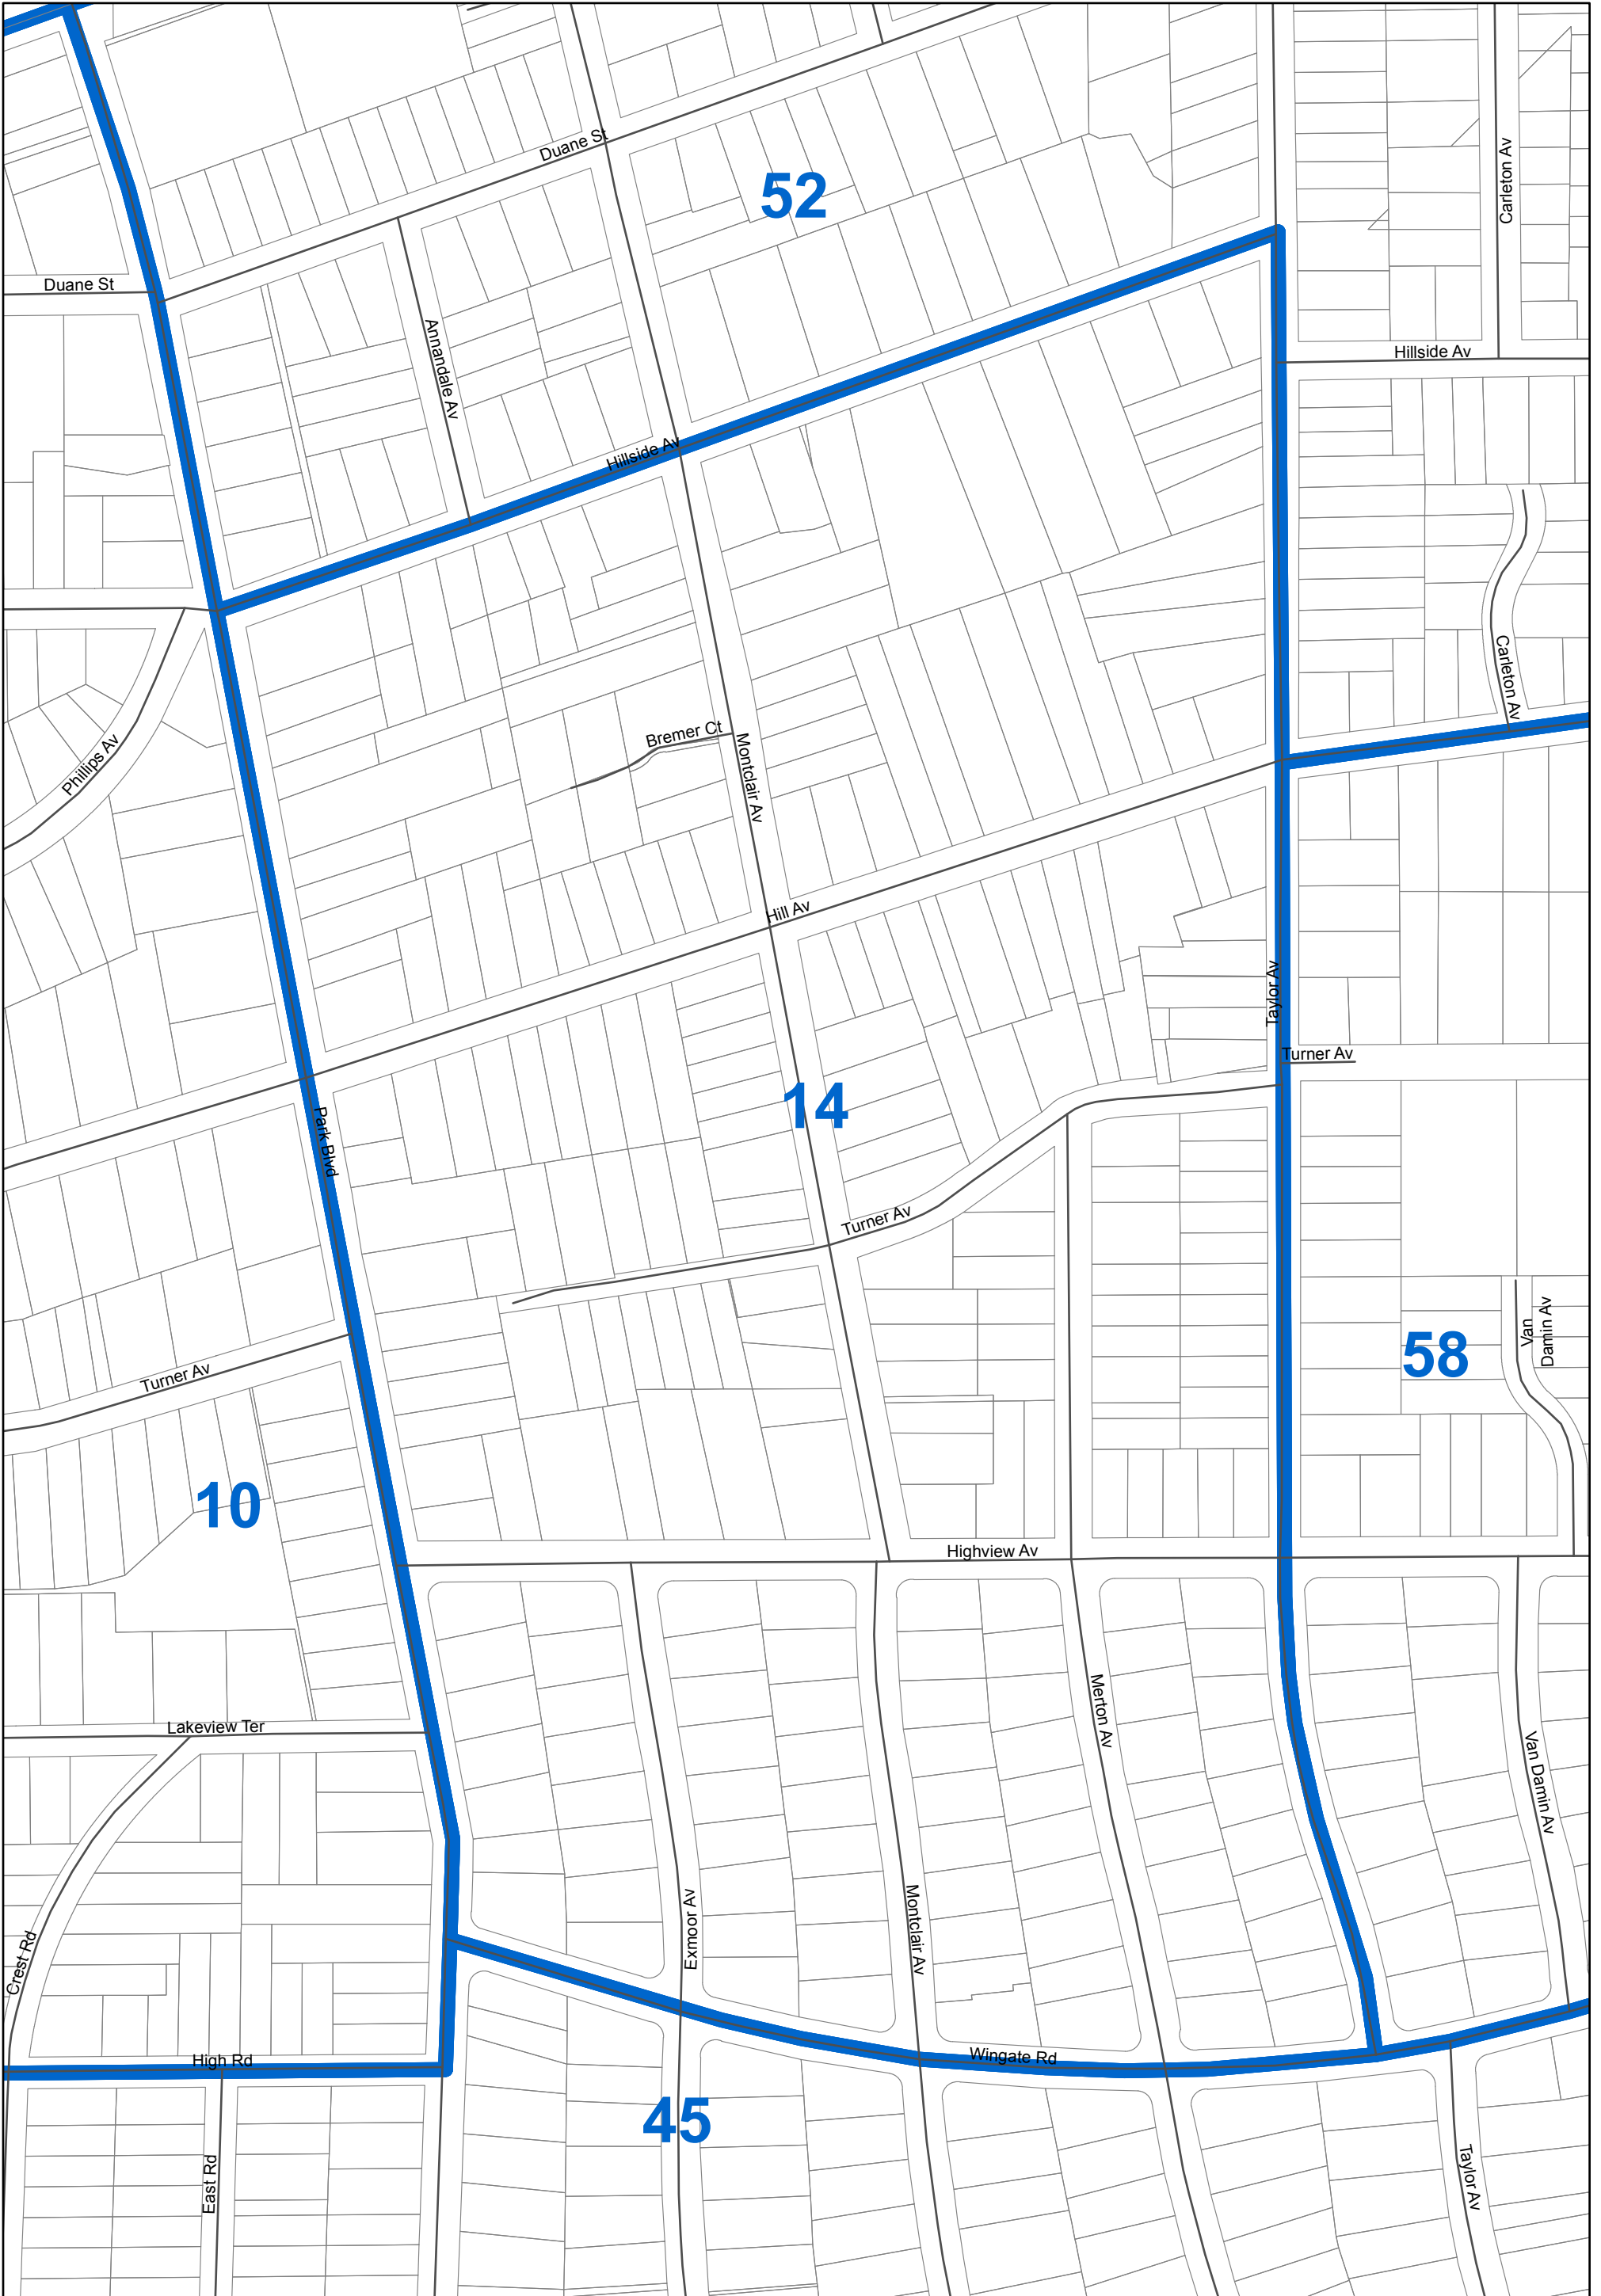 Duane St
Carleton Av
52
Duane St
Annandale Av
Hillside Av
Hillside Av
Carleton Av
Phillips Av
Bremer Ct
Montclair Av
Hill Av
Taylor Av
Turner Av
14
Park Blvd
Turner Av
Van
Damin Av
58
Turner Av
10
Highview Av
Merton Av
Lakeview Ter
Van Damin Av
Exmoor Av
Montclair Av
Crest Rd
Wingate Rd
High Rd
45
East Rd
Taylor Av